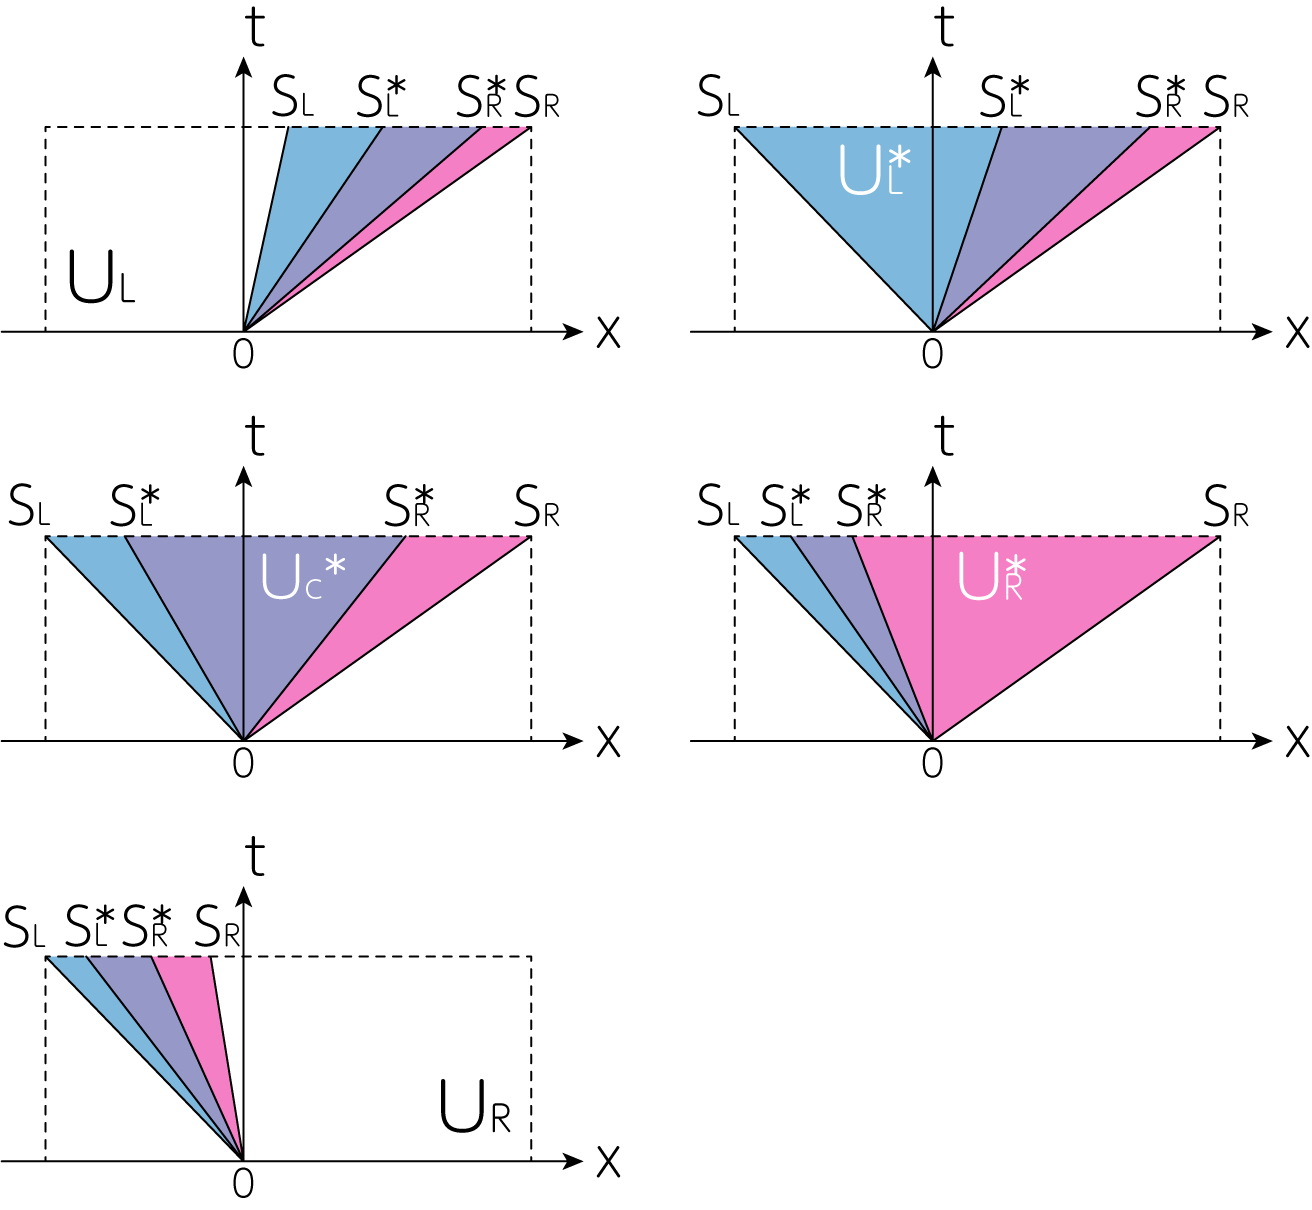 t t
S_L S_L^* S_R^* S_R S_L S_L^* S_R^* S_R
U_L^*
U_L
X X
0 0
t t
S_L S_L^* S_R^* S_R S_L S_L^* S_R^* S_R
U_C^* U_R^*
X X
0 0
t
S_L S_L^* S_R^* S_R
U_R
X
0